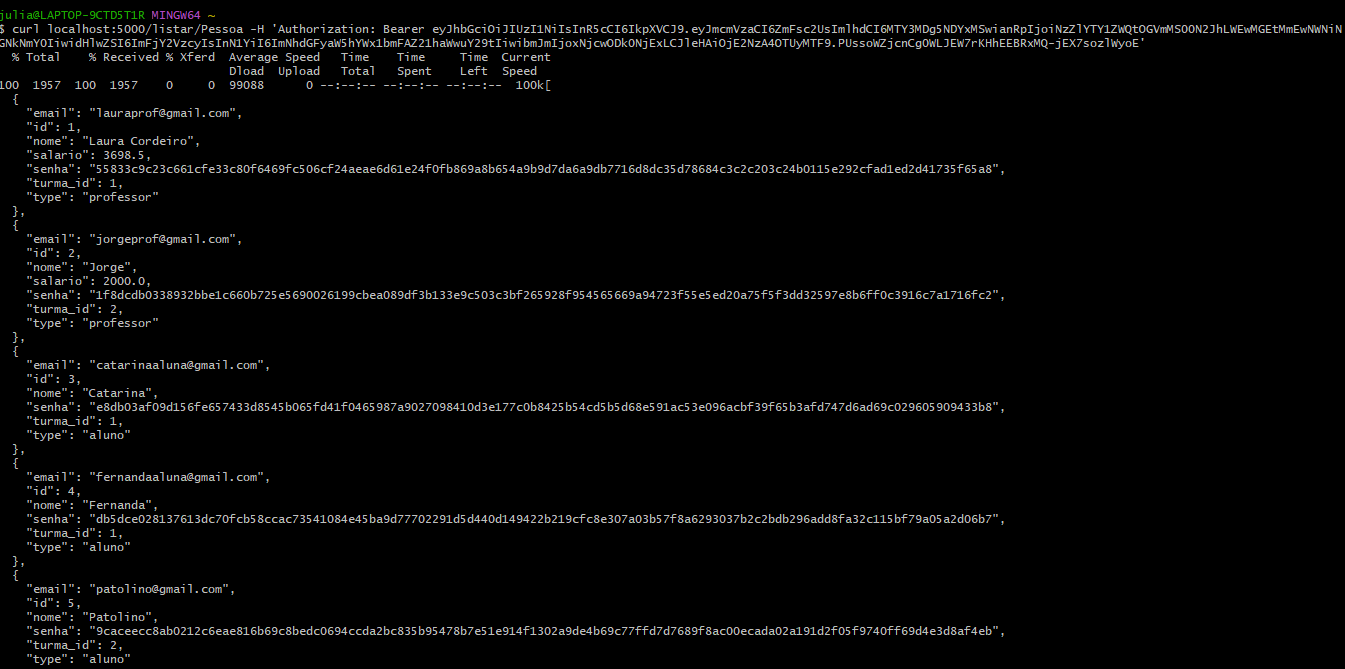 julia@LAPTOP-9CTD5T1R MINGW64 ~
$ curl localhost:5000/listar/Pessoa -H 'Authorization: Bearer eyJhbGciOiJIUzI1NiIsInR5cCI6IkpXVCJ9.eyJmcmVzaCI6ZmFsc2UsImlhdCI6MTY3MDg5NDYxMSwianRpIjoiNzZlYTY1ZWQtOGVmMS00N2JhLWEwMGEtMmEwNWNiN
GNkNmYOIiwidHlwZSI6ImFjY2VzcyIsInN1YiI6ImNhdGFyaW5hYWx1bmFAZ21haWwuY29tIiwibmJmIjoxNjcwODk0NjExLCJleHAiOjE2NzA4OTUyMTF9.PUssoWZjcnCgOWLJEW7rKHhEEBRxMQ-jEX7sozlWyoE'
% Total % Received % Xferd Average Speed Time Time Time Current
Dload Upload Total Spent Left Speed
100 1957 100 1957 0 0 99088 0 --:--:-- --:--:-- --:--:-- 100k[
{
"email": "lauraprof@gmail.com",
"id": 1,
"nome": "Laura Cordeiro",
"salario": 3698.5,
"senha": "55833c9c23c661cfe33c80f6469fc506cf24aeae6d61e24f0fb869a8b654a9b9d7da6a9db7716d8dc35d78684c3c2c203c24b0115e292cfad1ed2d41735f65a8",
"turma_id": 1,
"type": "professor"
},
{
"email": "jorgeprof@gmail.com",
"id": 2,
"nome": "Jorge",
"salario": 2000.0,
"senha": "1f8dcdb0338932bbe1c660b725e5690026199cbea089df3b133e9c503c3bf265928f954565669a94723f55e5ed20a75f5f3dd32597e8b6ff0c3916c7a1716fc2",
"turma_id": 2,
"type": "professor"
},
{
"email": "catarinaaluna@gmail.com",
"id": 3,
"nome": "Catarina",
"senha": "e8db03af09d156fe657433d8545b065fd41f0465987a9027098410d3e177c0b8425b54cd5b5d68e591ac53e096acbf39f65b3afd747d6ad69c029605909433b8",
"turma_id": 1,
"type": "aluno"
},
{
"email": "fernandaaluna@gmail.com",
"id": 4,
"nome": "Fernanda",
"senha": "db5dce028137613dc70fcb58ccac73541084e45ba9d77702291d5d440d149422b219cfc8e307a03b57f8a6293037b2c2bdb296add8fa32c115bf79a05a2d06b7",
"turma_id": 1,
"type": "aluno"
},
{
"email": "patolino@gmail.com",
"id": 5,
"nome": "Patolino",
"senha": "9caceecc8ab0212c6eae816b69c8bedc0694ccda2bc835b95478b7e51e914f1302a9de4b69c77ffd7d7689f8ac00ecada02a191d2f05f9740ff69d4e3d8af4eb",
"turma_id": 2,
"type": "aluno"